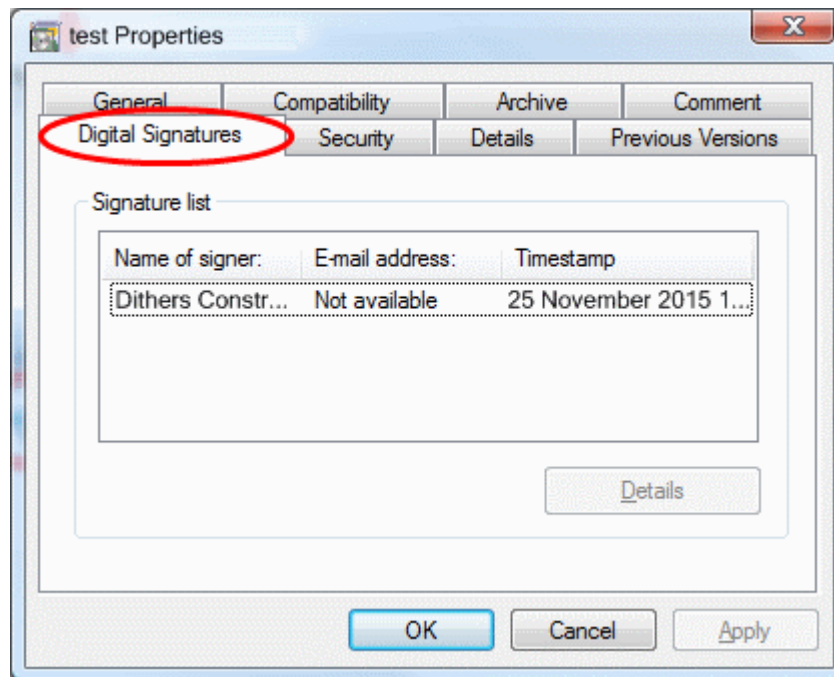 test Properties
General Compatibility Archive Comment
Digital Signatures Security Details Previous Versions
Signature list
Name of signer: E-mail address: Timestamp
Dithers Constr... Not available 25 November 2015 1...
Details
OK Cancel Apply